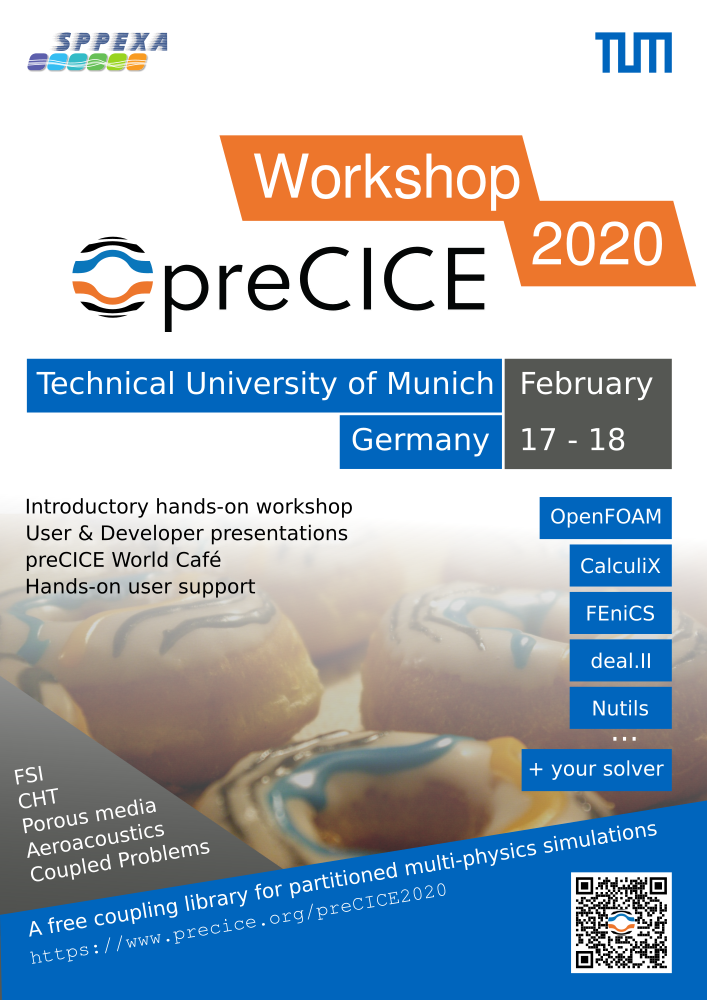 SPPEXA
TUM
Workshop
2020
preCICE
Technical University of Munich
Germany
February
17 - 18
Introductory hands-on workshop
User & Developer presentations
preCICE World Café
Hands-on user support
OpenFOAM
CalculiX
FEniCS
deal.II
Nutils
...
+ your solver
FSI
CHT
Porous media
Aeroacoustics
Coupled Problems
A free coupling library for partitioned multi-physics simulations
https://www.precice.org/preCICE2020